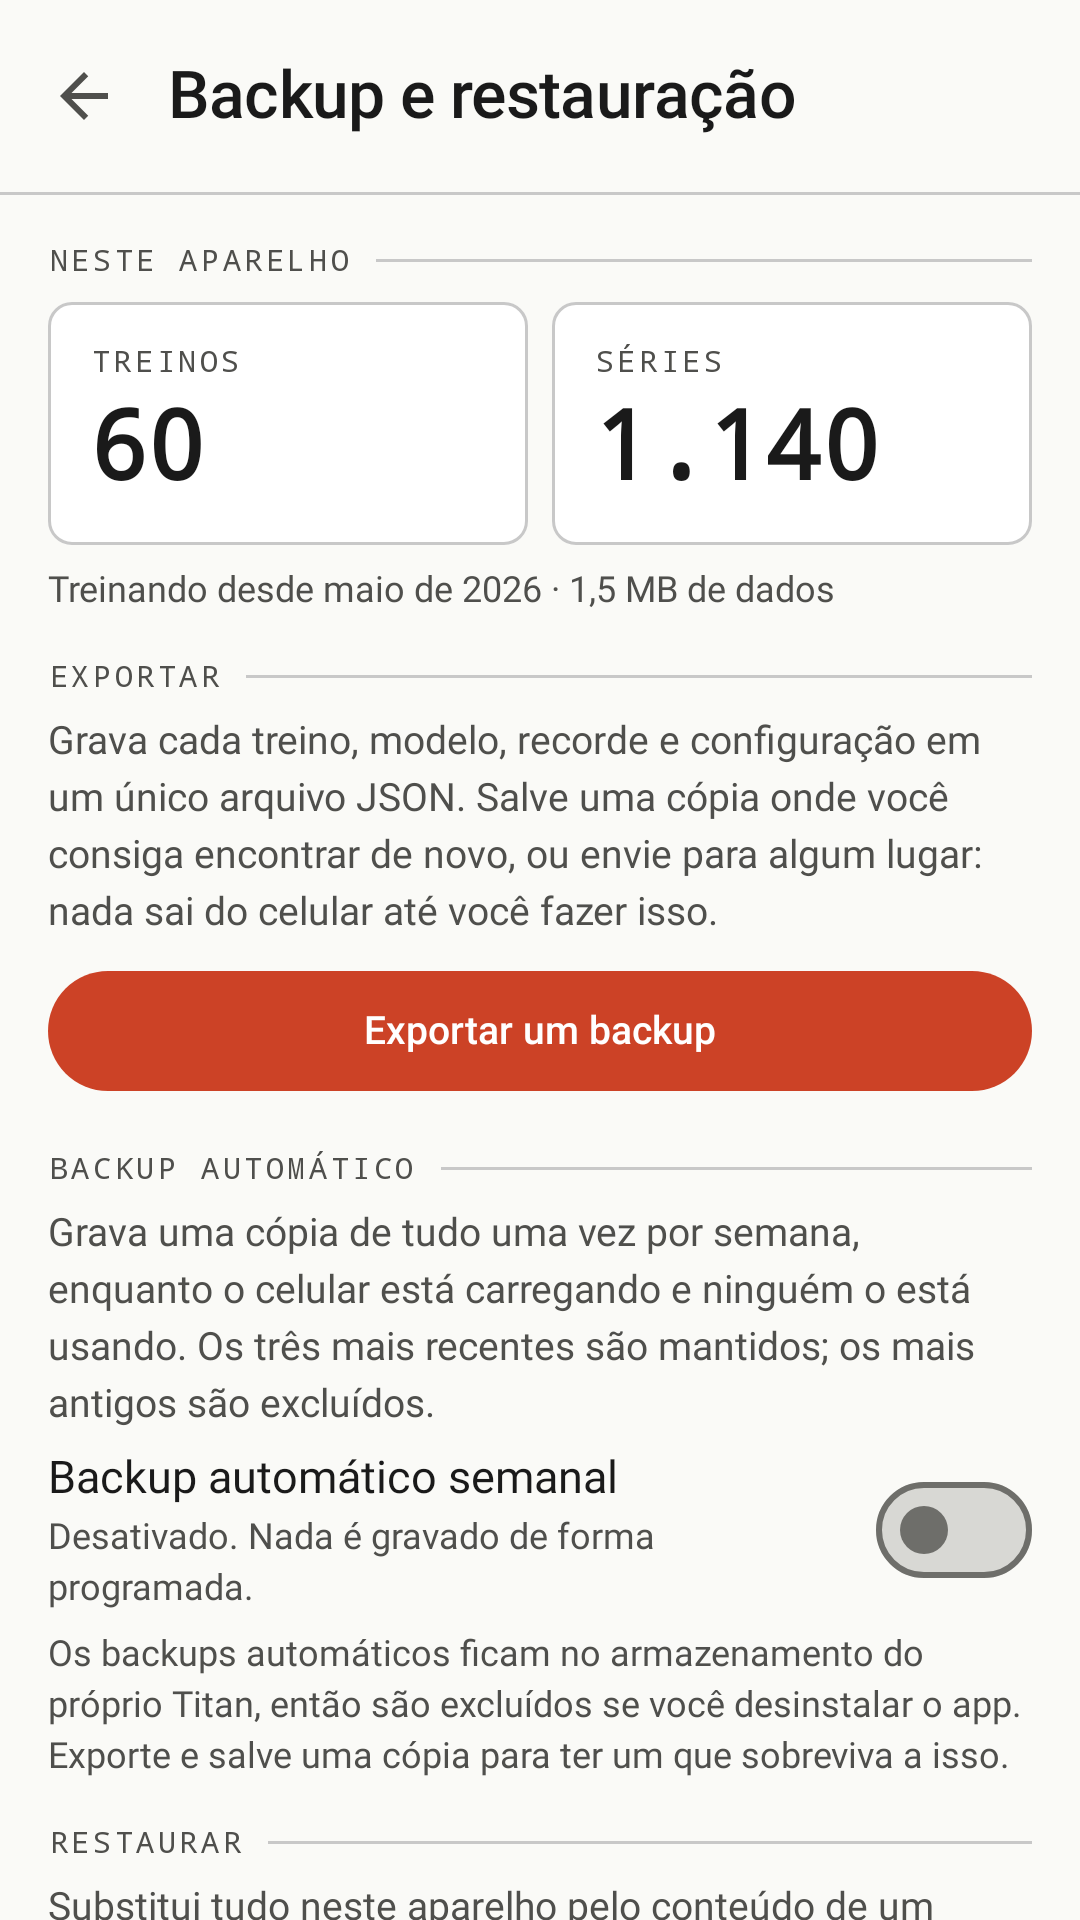 Backup e restauração
NESTE APARELHO
TREINOS
60
SÉRIES
1.140
Treinando desde maio de 2026 · 1,5 MB de dados
EXPORTAR
Grava cada treino, modelo, recorde e configuração em
um único arquivo JSON. Salve uma cópia onde você
consiga encontrar de novo, ou envie para algum lugar:
nada sai do celular até você fazer isso.
Exportar um backup
BACKUP AUTOMÁTICO
Grava uma cópia de tudo uma vez por semana,
enquanto o celular está carregando e ninguém o está
usando. Os três mais recentes são mantidos; os mais
antigos são excluídos.
Backup automático semanal
Desativado. Nada é gravado de forma
programada.
Os backups automáticos ficam no armazenamento do
próprio Titan, então são excluídos se você desinstalar o app.
Exporte e salve uma cópia para ter um que sobreviva a isso.
RESTAURAR
Substitui tudo neste aparelho pelo conteúdo de um